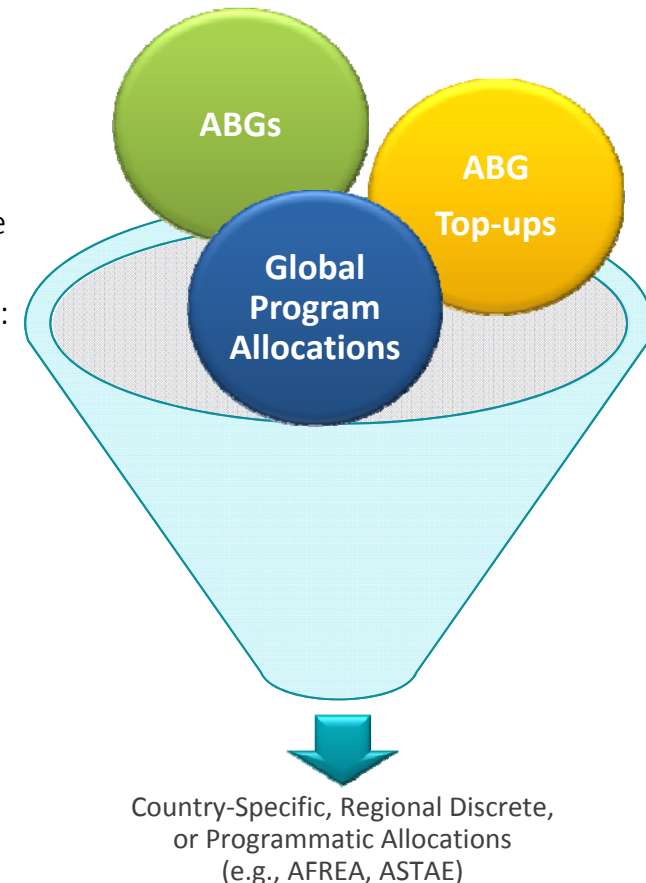 ABGs
ABG
Top-ups
e
:
Global
Program
Allocations
Country-Specific, Regional Discrete,
or Programmatic Allocations
(e.g., AFREA, ASTAE)